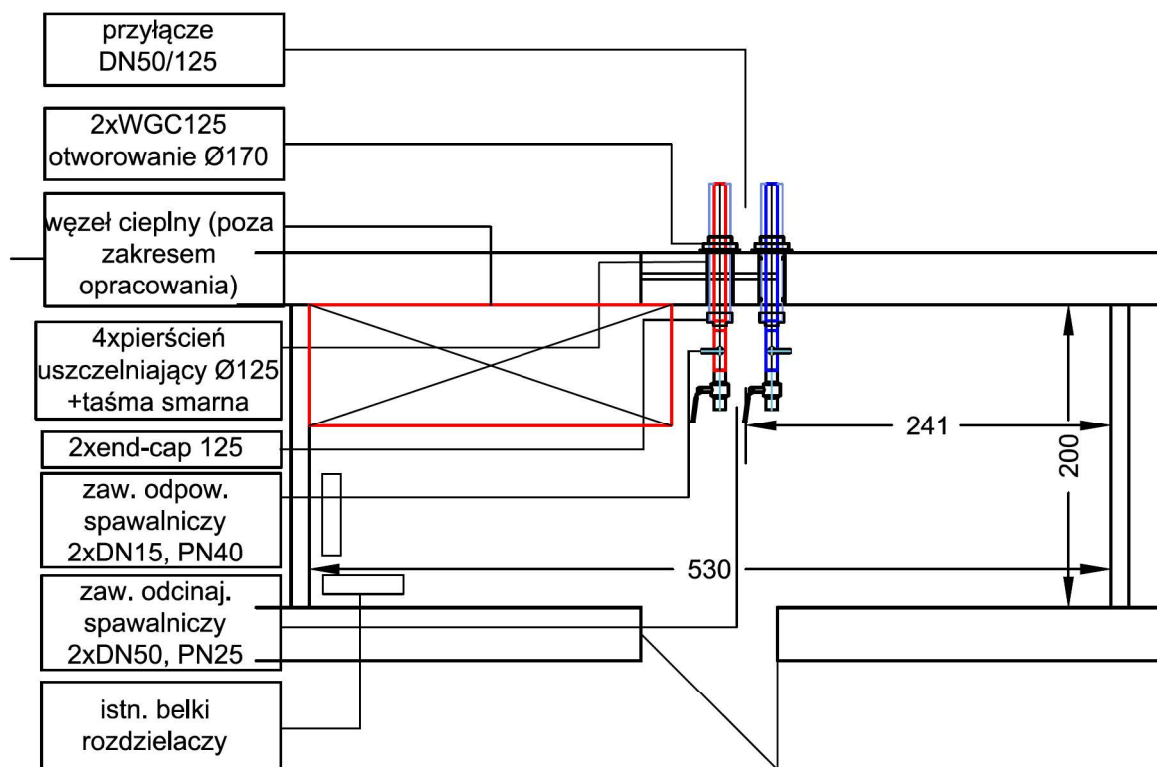 przyłącze
DN50/125
2xWGC125
otworowanie Ø170
węzeł cieplny (poza
zakresem
opracowania)
4xpierścień
uszczelniający Ø125
+taśma smarna
2xend-cap 125
zaw. odpow.
spawalniczy
2xDN15, PN40
zaw. odcinaj.
spawalniczy
2xDN50, PN25
istn. belki
rozdzielaczy
241
200
530